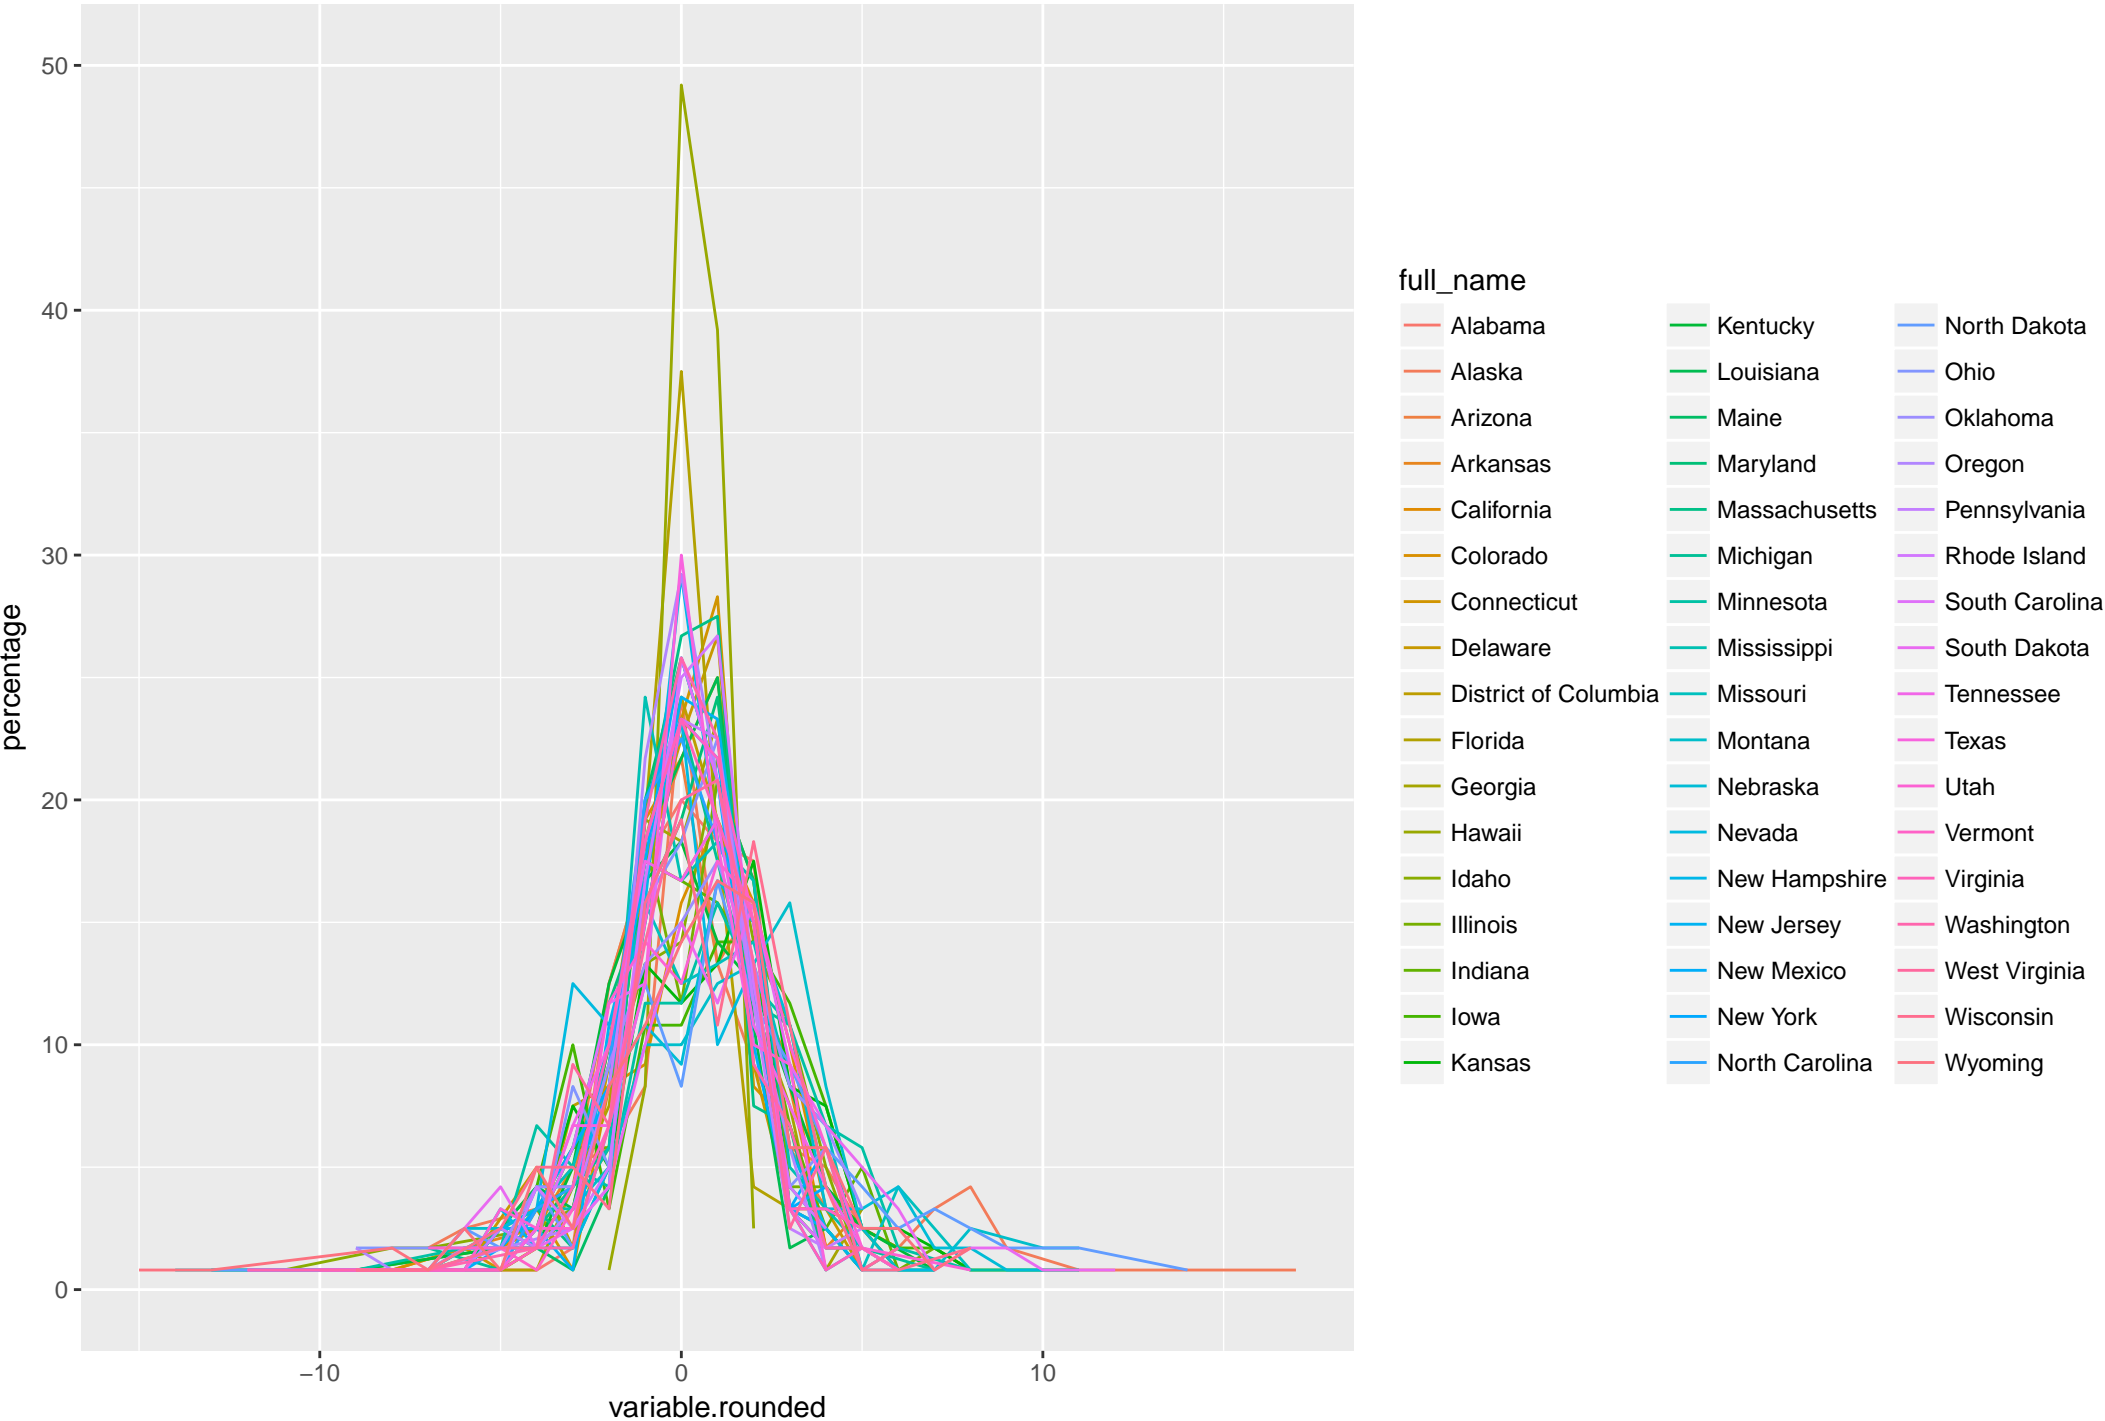 50
40
30
20
10
0
percentage
−10
0
10
variable.rounded
full_name
Alabama
Alaska
Arizona
Arkansas
California
Colorado
Connecticut
Delaware
District of Columbia
Florida
Georgia
Hawaii
Idaho
Illinois
Indiana
Iowa
Kansas
Kentucky
Louisiana
Maine
Maryland
Massachusetts
Michigan
Minnesota
Mississippi
Missouri
Montana
Nebraska
Nevada
New Hampshire
New Jersey
New Mexico
New York
North Carolina
North Dakota
Ohio
Oklahoma
Oregon
Pennsylvania
Rhode Island
South Carolina
South Dakota
Tennessee
Texas
Utah
Vermont
Virginia
Washington
West Virginia
Wisconsin
Wyoming